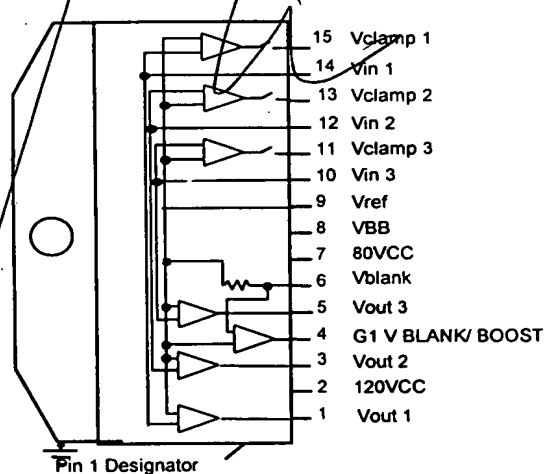 15 Vclamp 1
14 Vin 1
13 Vclamp 2
12 Vin 2
11 Vclamp 3
10 Vin 3
9 Vref
8 VBB
7 80VCC
6 Vblank
5 Vout 3
4 G1 V BLANK/ BOOST
3 Vout 2
2 120VCC
1 Vout 1
Pin 1 Designator